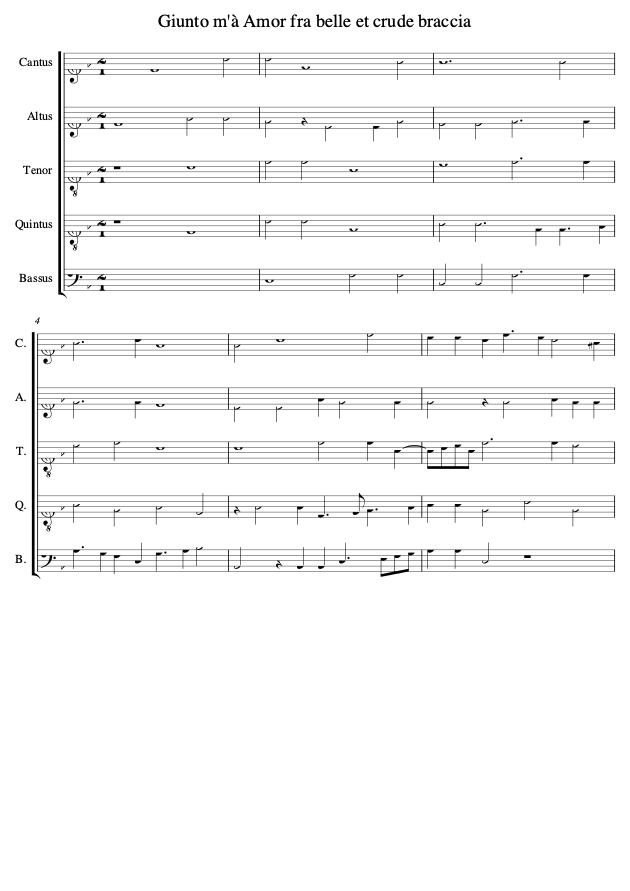 Giunto m'à Amor fra belle et crude braccia
Cantus
Altus
Tenor
Quintus
Bassus
4
C.
A.
T.
Q.
B.